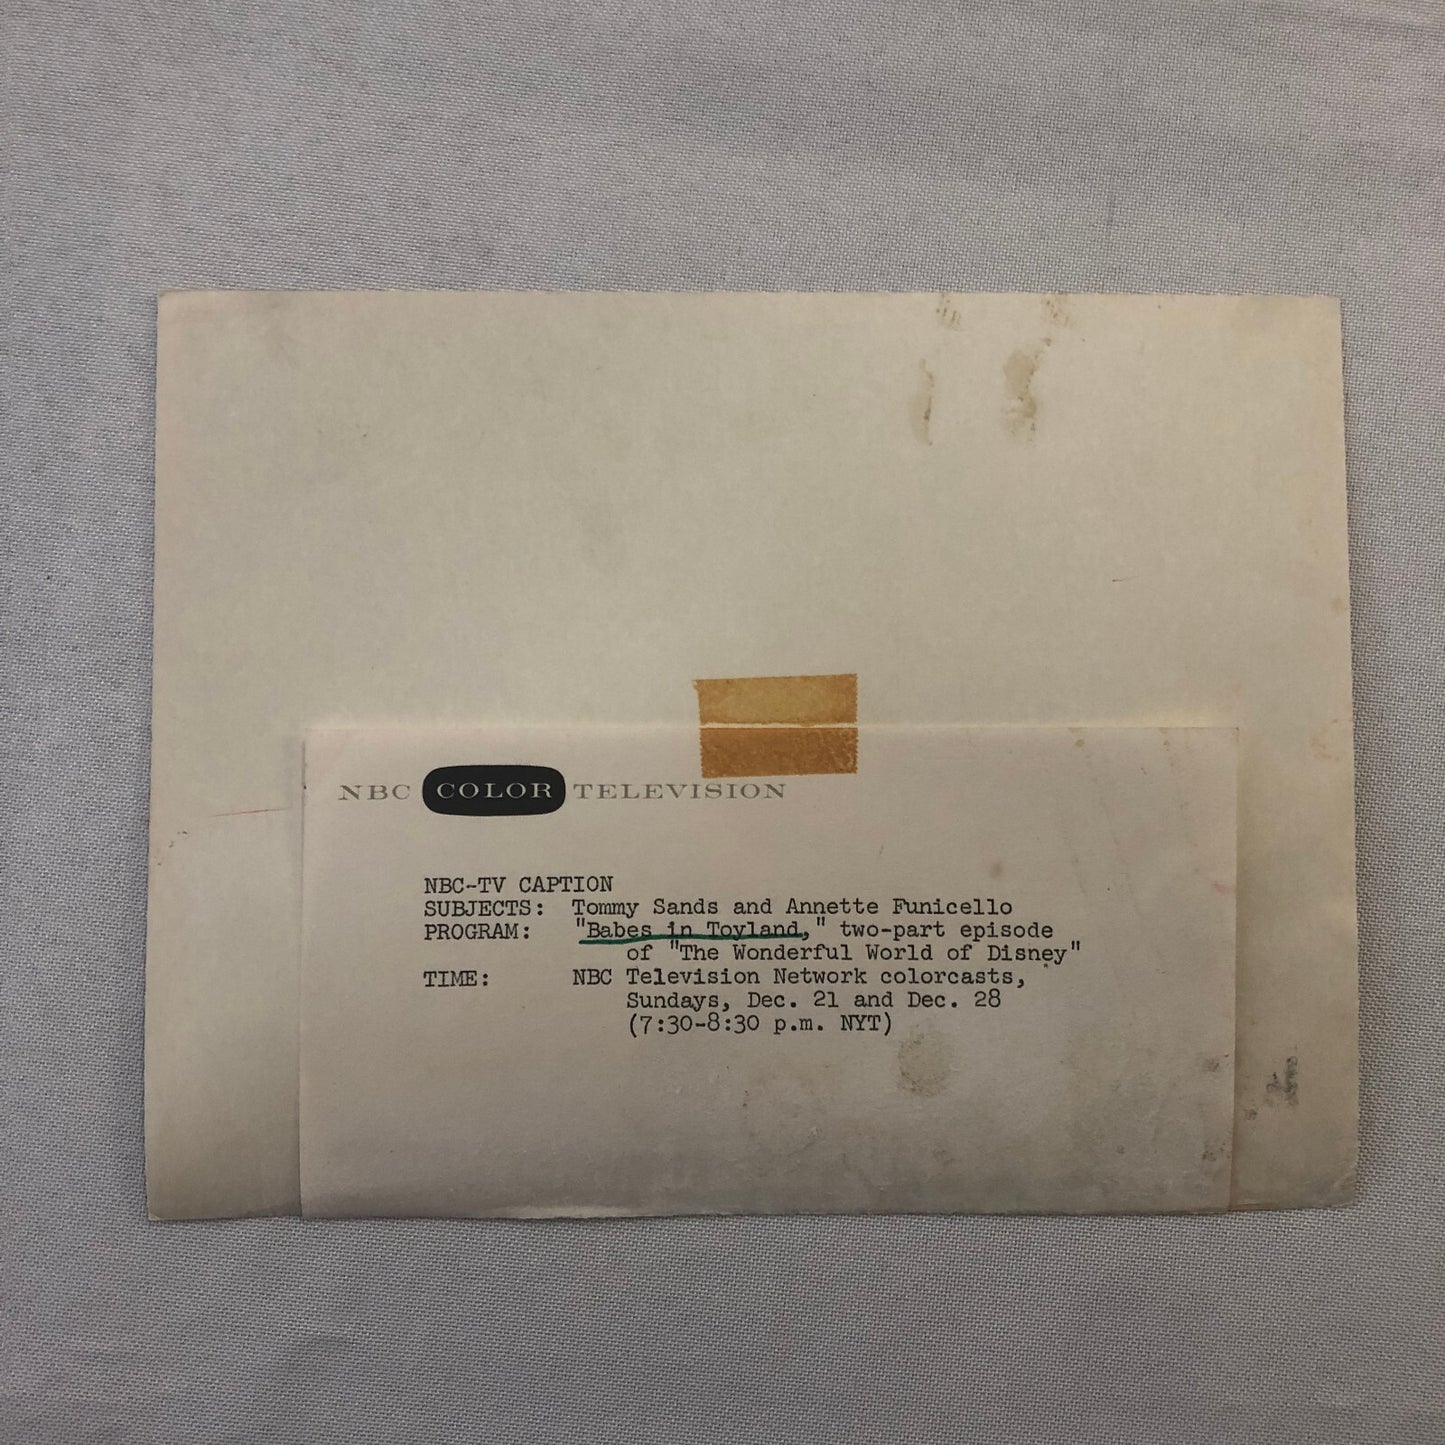 NBC COLOR TELEVISION
NBC-TV CAPTION
SUBJECTS: Tommy Sands and Annette Funicello
PROGRAM: "Babes in Toyland," two-part episode
of "The Wonderful World of Disney"
TIME: NBC Television Network colorcasts,
Sundays, Dec. 21 and Dec. 28
(7:30-8:30 p.m. NYT)